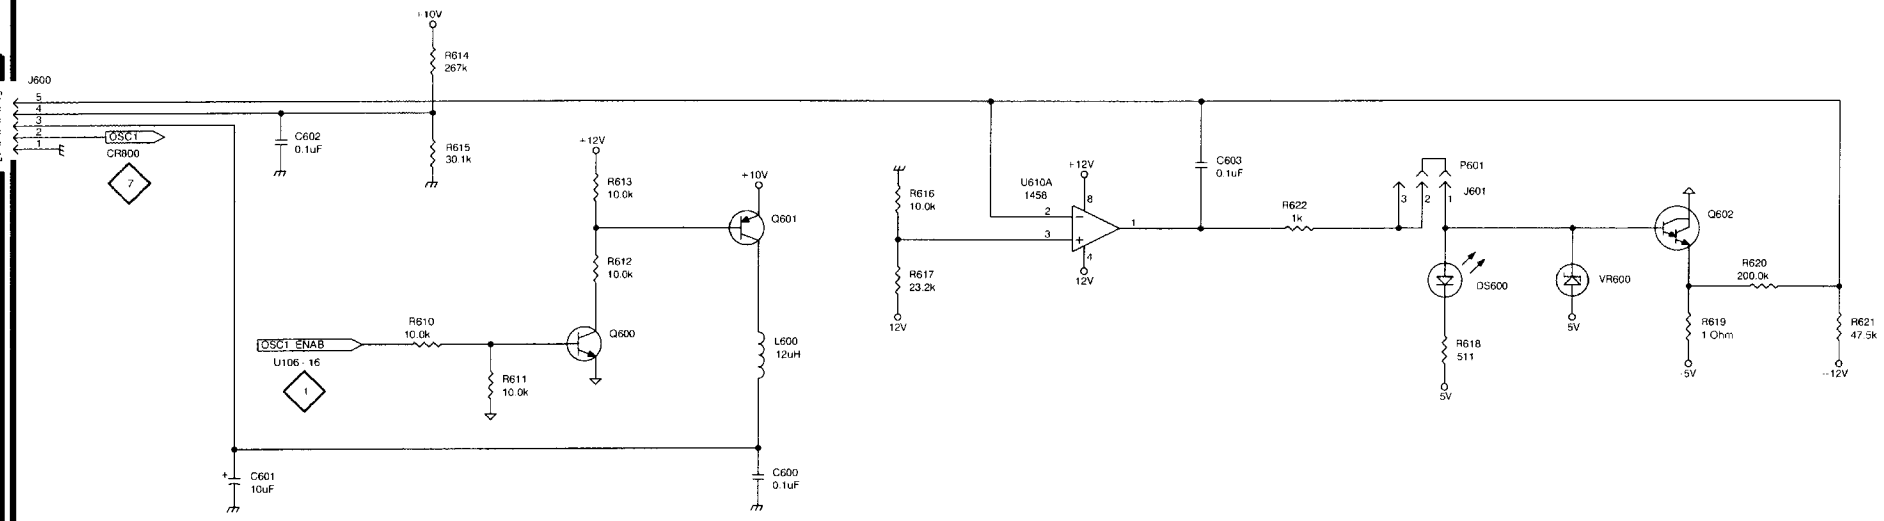 +10V
R614
267k
J600
5
4
3
2
1
OSC1
CR800
7
C602
0.1uF
R615
30.1k
+12V
R613
10.0k
+10V
Q601
R612
10.0k
Q600
OSC1 ENAB
U106 - 16
1
R610
10.0k
R611
10.0k
L600
12uH
+
C601
10uF
C600
0.1uF
R616
10.0k
R617
23.2k
12V
U610A
1458
+12V
8
2
−
3
+
1
4
12V
C603
0.1uF
R622
1k
P601
J601
3
2
1
DS600
R618
511
5V
VR600
5V
Q602
R619
1 Ohm
-5V
R620
200.0k
R621
47.5k
--12V